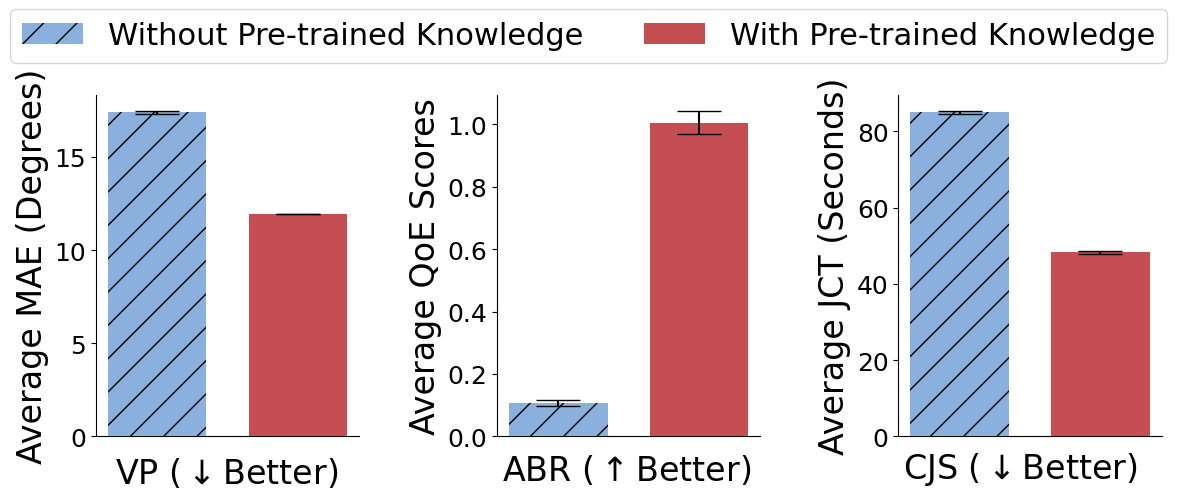 Without Pre-trained Knowledge
With Pre-trained Knowledge
Average MAE (Degrees)
15
10
5
0
VP (↓ Better)
Average QoE Scores
1.0
0.8
0.6
0.4
0.2
0.0
ABR (↑ Better)
Average JCT (Seconds)
80
60
40
20
0
CJS (↓ Better)